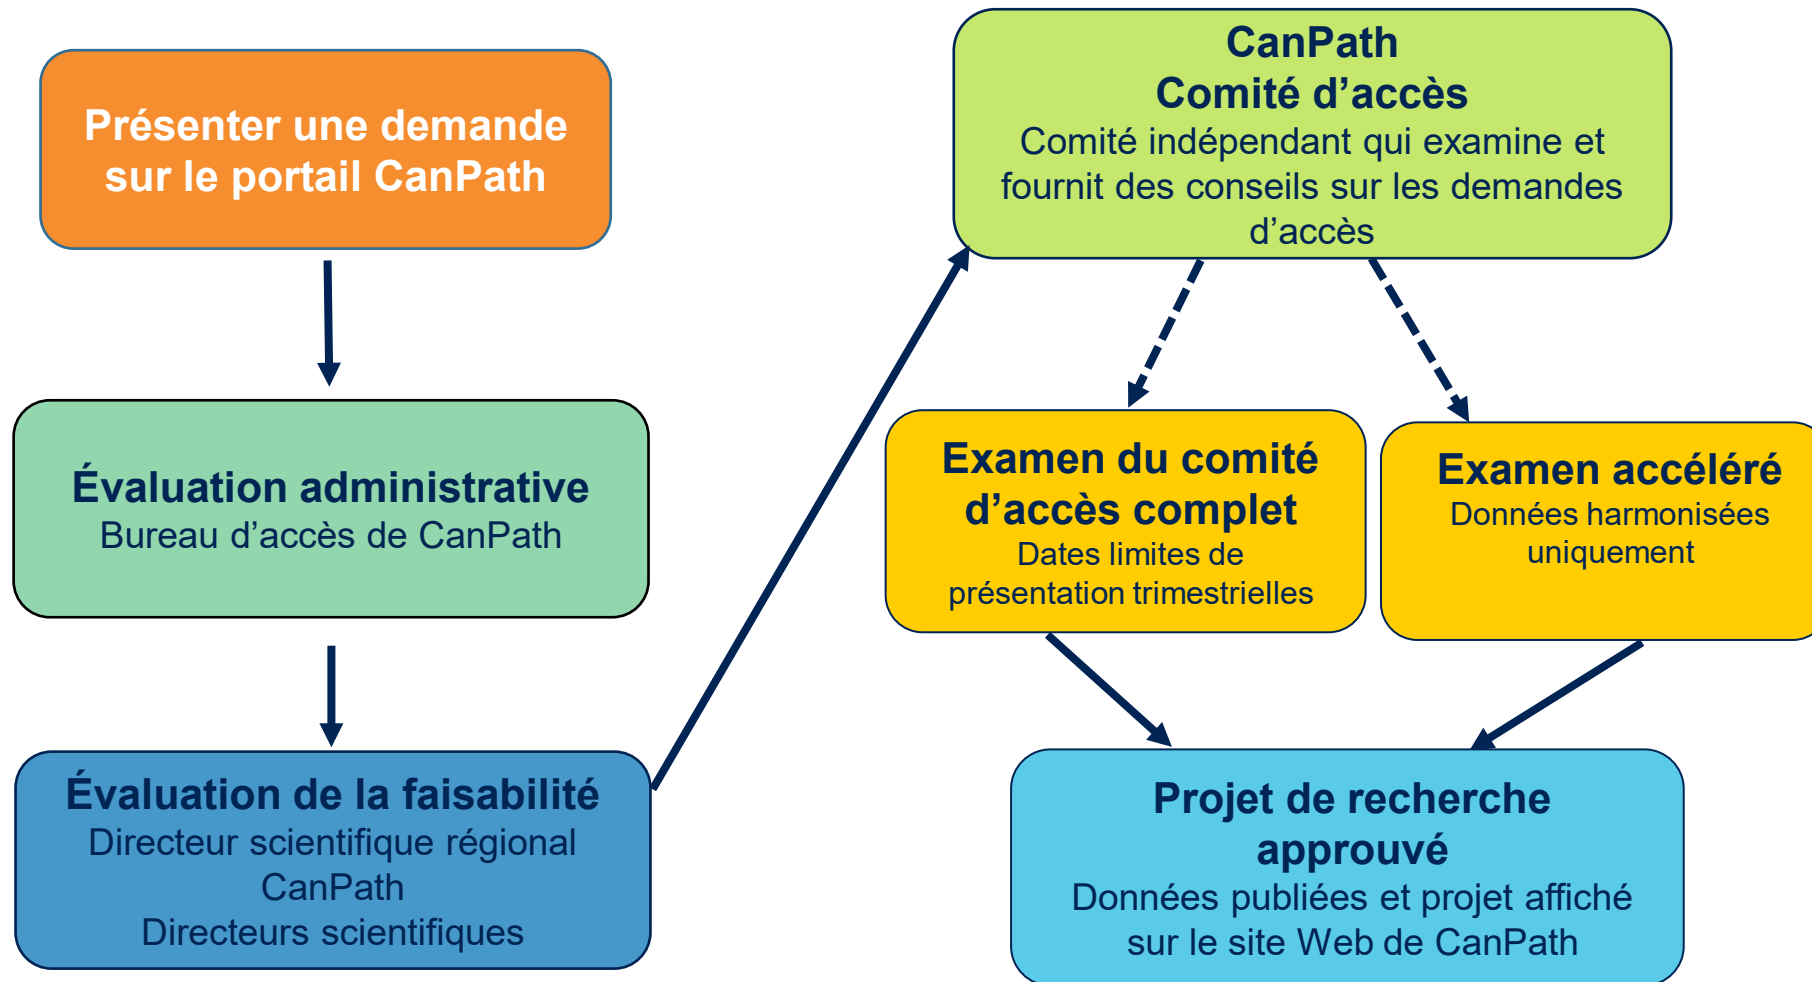 Présenter une demande
sur le portail CanPath
Évaluation administrative
Bureau d’accès de CanPath
Évaluation de la faisabilité
Directeur scientifique régional
CanPath
Directeurs scientifiques
CanPath
Comité d’accès
Comité indépendant qui examine et
fournit des conseils sur les demandes
d’accès
Examen du comité
d’accès complet
Dates limites de
présentation trimestrielles
Examen accéléré
Données harmonisées
uniquement
Projet de recherche
approuvé
Données publiées et projet affiché
sur le site Web de CanPath